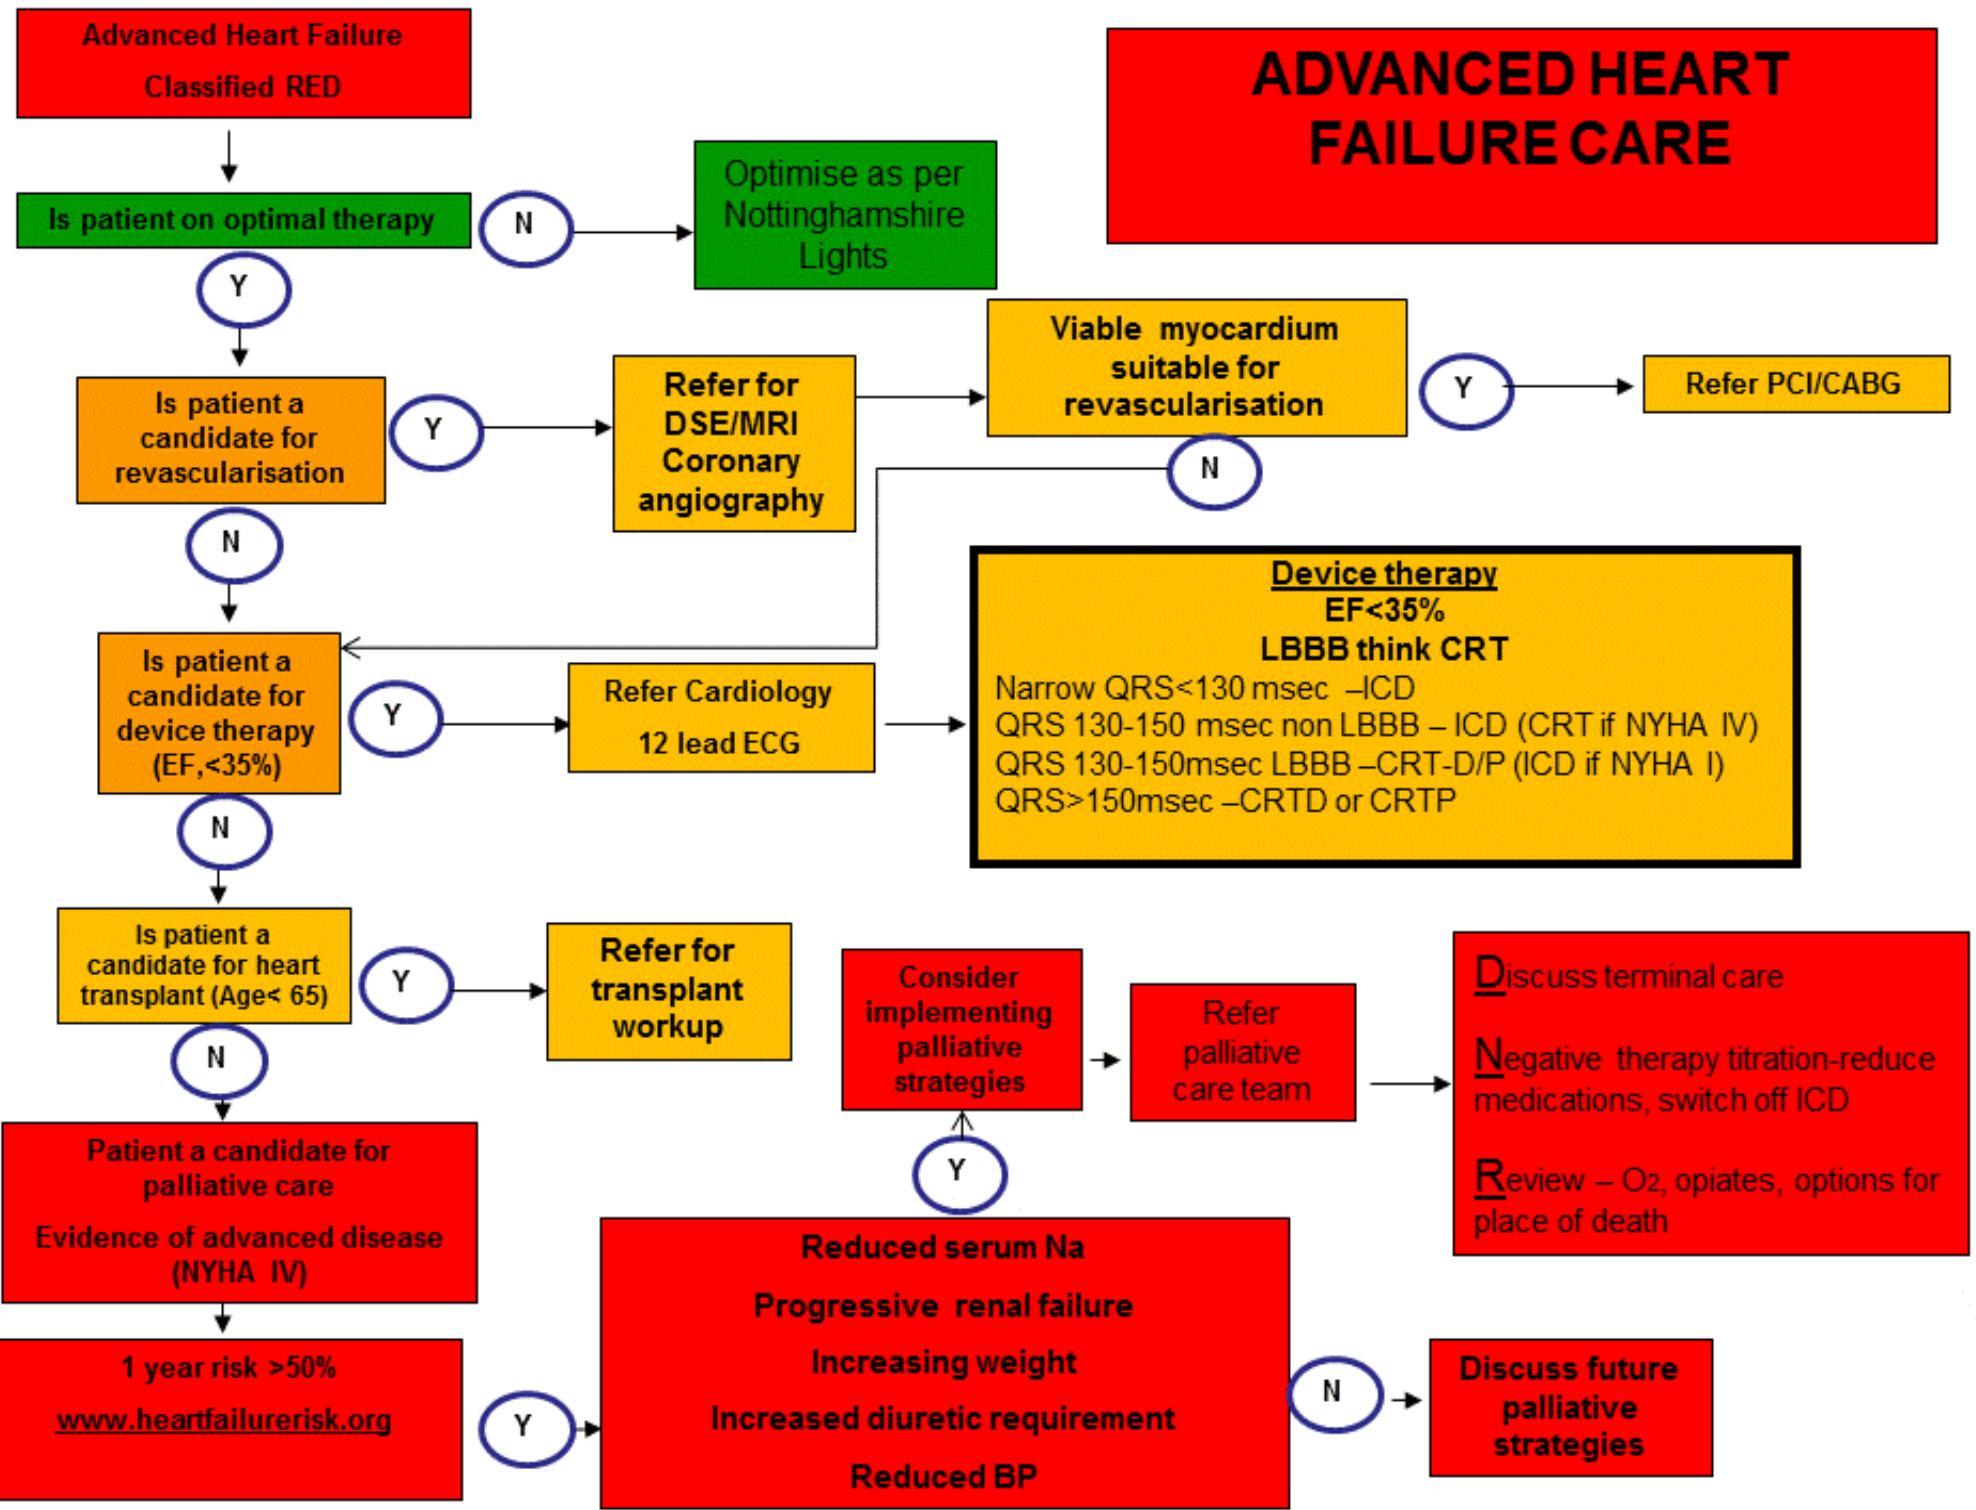 Advanced Heart Failure
Classified RED
ADVANCED HEART
FAILURE CARE
Is patient on optimal therapy
N
Optimise as per
Nottinghamshire
Lights
Y
Is patient a
candidate for
revascularisation
Y
Refer for
DSE/MRI
Coronary
angiography
Viable myocardium
suitable for
revascularisation
Y
Refer PCI/CABG
N
N
Is patient a
candidate for
device therapy
(EF,<35%)
Y
Refer Cardiology
12 lead ECG
Device therapy
EF<35%
LBBB think CRT
Narrow QRS<130 msec –ICD
QRS 130-150 msec non LBBB – ICD (CRT if NYHA IV)
QRS 130-150msec LBBB –CRT-D/P (ICD if NYHA I)
QRS>150msec –CRTD or CRTP
N
Is patient a
candidate for heart
transplant (Age< 65)
Y
Refer for
transplant
workup
N
Patient a candidate for
palliative care
Evidence of advanced disease
(NYHA IV)
1 year risk >50%
www.heartfailurerisk.org
Y
Reduced serum Na
Progressive renal failure
Increasing weight
Increased diuretic requirement
Reduced BP
Y
Consider
implementing
palliative
strategies
Refer
palliative
care team
Discuss terminal care
Negative therapy titration-reduce
medications, switch off ICD
Review – O2, opiates, options for
place of death
N
Discuss future
palliative
strategies